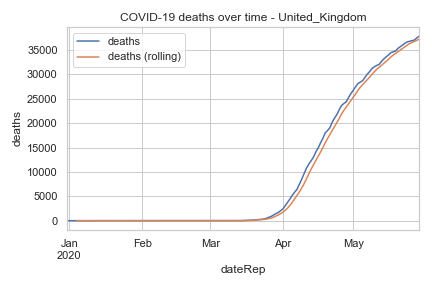 COVID-19 deaths over time - United_Kingdom
deaths
deaths (rolling)
35000
30000
25000
20000
15000
10000
5000
0
deaths
Jan Feb Mar Apr May
2020
dateRep